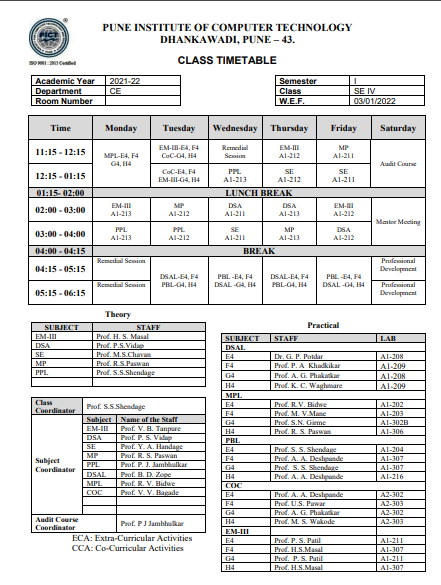 PUNE INSTITUTE OF COMPUTER TECHNOLOGY
DHANKAWADI, PUNE – 43.
PICT
ISO 9001 : 2015 Certified
CLASS TIMETABLE
Academic Year 2021-22 Semester I
Department CE Class SE IV
Room Number W.E.F. 03/01/2022
Time Monday Tuesday Wednesday Thursday Friday Saturday
11:15 - 12:15 MPL-E4, F4 G4, H4 EM-III-E4, F4 CoC-G4, H4 Remedial Session EM-III A1-212 MP A1-211 Audit Course
12:15 - 01:15 CoC-E4, F4 EM-III-G4, H4 PPL A1-213 SE A1-212 SE A1-211
01:15- 02:00 LUNCH BREAK
02:00 - 03:00 EM-III A1-213 MP A1-212 DSA A1-211 DSA A1-213 EM-III A1-212 Mentor Meeting
03:00 - 04:00 PPL A1-213 PPL A1-212 SE A1-211 MP A1-213 DSA A1-212
04:00 - 04:15 BREAK
04:15 - 05:15 Remedial Session DSAL-E4, F4 PBL-G4, H4 PBL -E4, F4 DSAL -G4, H4 DSAL-E4, F4 PBL-G4, H4 PBL -E4, F4 DSAL -G4, H4 Professional Development
05:15 - 06:15 Remedial Session Professional Development
Theory
SUBJECT STAFF
EM-III Prof. H. S. Masal
DSA Prof. P.S.Vidap
SE Prof. M.S.Chavan
MP Prof. R.S.Paswan
PPL Prof. S.S.Shendage
Class Coordinator Prof. S.S.Shendage
Subject Coordinator
Subject Name of the Staff
EM-III Prof. V. B. Tanpure
DSA Prof. P. S. Vidap
SE Prof. Y. A. Handage
MP Prof. R. S. Paswan
PPL Prof. P. J. Jambhulkar
DSAL Prof. B. D. Zope
MPL Prof. R. V. Bidwe
COC Prof. V. V. Bagade
Audit Course Coordinator Prof. P J Jambhulkar
ECA: Extra-Curricular Activities
CCA: Co-Curricular Activities
Practical
SUBJECT STAFF LAB
DSAL
E4 Dr. G. P. Potdar A1-208
F4 Prof. P. A Khadkikar A1-209
G4 Prof. A. G. Phakatkar A1-208
H4 Prof. K. C. Waghmare A1-209
MPL
E4 Prof. R.V. Bidwe A1-202
F4 Prof. M. V.Mane A1-203
G4 Prof. S.N. Girme A1-302B
H4 Prof. R. S. Paswan A1-306
PBL
E4 Prof. S. S. Shendage A1-204
F4 Prof. A. A. Deshpande A1-307
G4 Prof. S. S. Shendage A1-307
H4 Prof. A. A. Deshpande A1-216
COC
E4 Prof. A. A. Deshpande A2-302
F4 Prof. U.S. Pawar A2-303
G4 Prof. A. A. Deshpande A2-302
H4 Prof. M. S. Wakode A2-303
EM-III
E4 Prof. P. S. Patil A1-211
F4 Prof. H.S.Masal A1-307
G4 Prof. P. S. Patil A1-211
H4 Prof. H.S.Masal A1-307